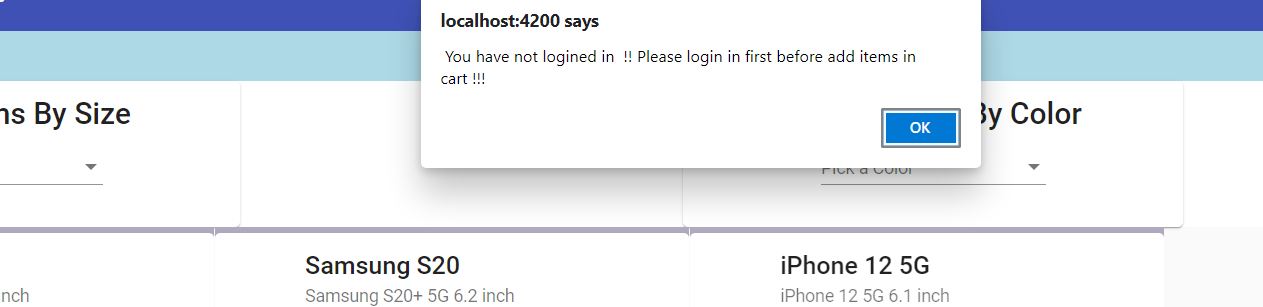 localhost:4200 says
You have not logined in !! Please login in first before add items in
cart !!!
OK
ns By Size
By Color
Pick a Color
Samsung S20
iPhone 12 5G
nch
Samsung S20+ 5G 6.2 inch
iPhone 12 5G 6.1 inch